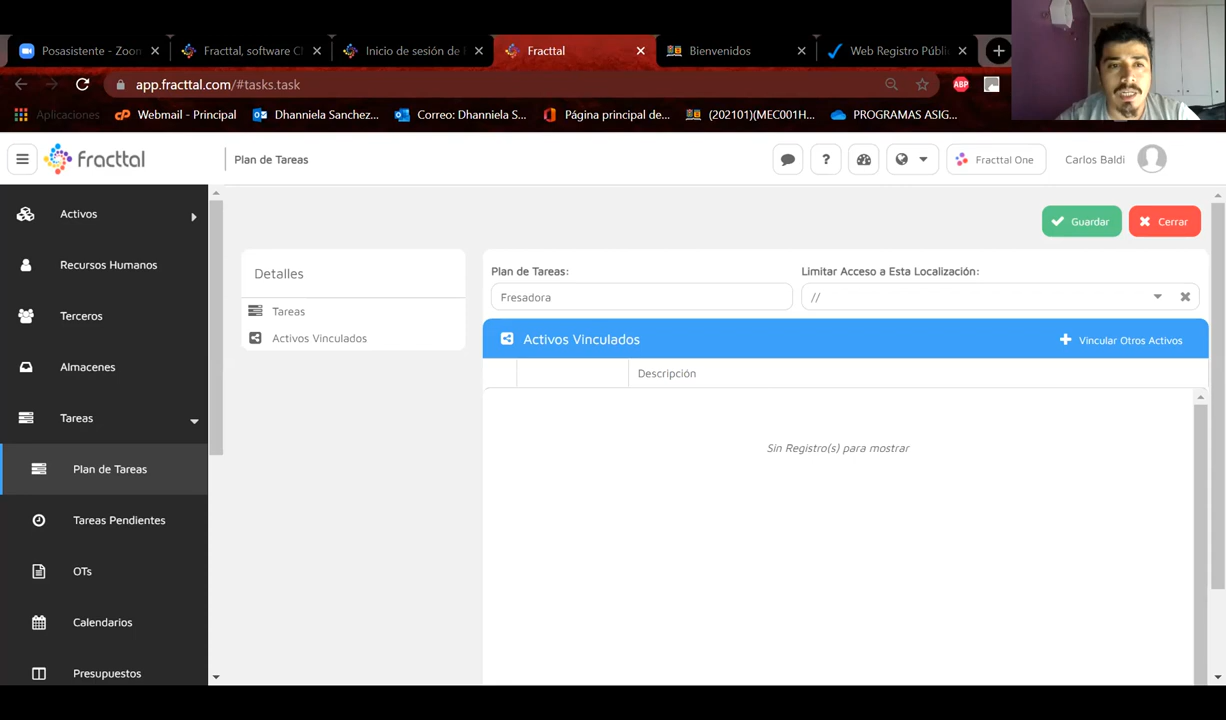 Posasistente - Zoon
Fracttal, software C
Inicio de sesión de
Fracttal
Bienvenidos
Web Registro Públi
app.fracttal.com/#tasks.task
ABP
Aplicaciones
Webmail - Principal
Dhanniela Sanchez...
Correo: Dhanniela S...
Página principal de...
(202101)(MEC001H...
PROGRAMAS ASIG...
fracttal
Plan de Tareas
?
Fracttal One
Carlos Baldi
Activos
Recursos Humanos
Terceros
Almacenes
Tareas
Plan de Tareas
Tareas Pendientes
OTs
Calendarios
Presupuestos
Guardar
Cerrar
Detalles
Tareas
Activos Vinculados
Plan de Tareas:
Limitar Acceso a Esta Localización:
Fresadora
//
Activos Vinculados
Vincular Otros Activos
Descripción
Sin Registro(s) para mostrar